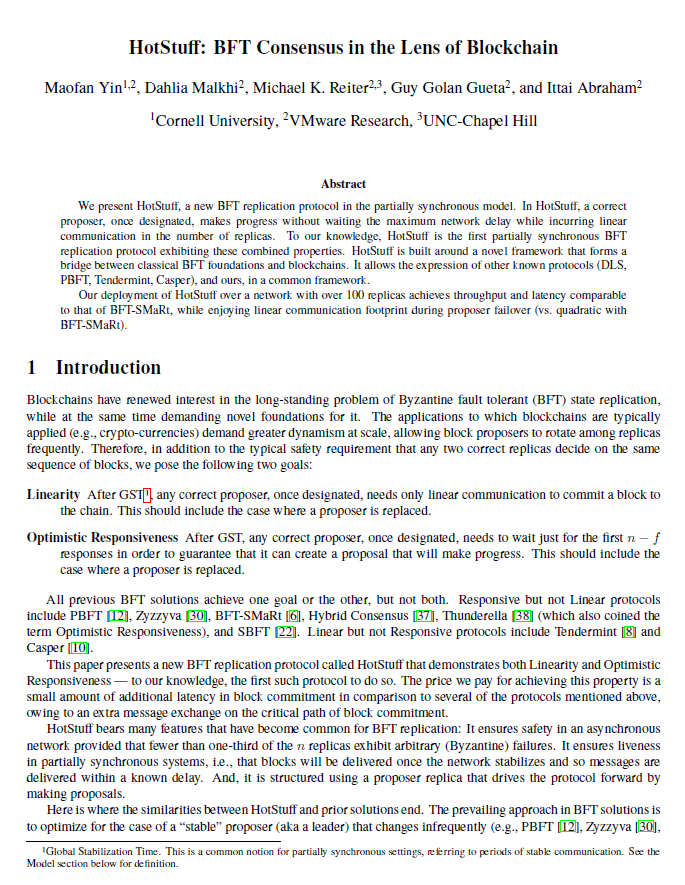 HotStuff: BFT Consensus in the Lens of Blockchain
Maofan Yin1,2, Dahlia Malkhi2, Michael K. Reiter2,3, Guy Golan Gueta2, and Ittai Abraham2
1Cornell University, 2VMware Research, 3UNC-Chapel Hill
Abstract
We present HotStuff, a new BFT replication protocol in the partially synchronous model. In HotStuff, a correct
proposer, once designated, makes progress without waiting the maximum network delay while incurring linear
communication in the number of replicas. To our knowledge, HotStuff is the first partially synchronous BFT
replication protocol exhibiting these combined properties. HotStuff is built around a novel framework that forms a
bridge between classical BFT foundations and blockchains. It allows the expression of other known protocols (DLS,
PBFT, Tendermint, Casper), and ours, in a common framework.
Our deployment of HotStuff over a network with over 100 replicas achieves throughput and latency comparable
to that of BFT-SMaRt, while enjoying linear communication footprint during proposer failover (vs. quadratic with
BFT-SMaRt).
1 Introduction
Blockchains have renewed interest in the long-standing problem of Byzantine fault tolerant (BFT) state replication,
while at the same time demanding novel foundations for it. The applications to which blockchains are typically
applied (e.g., crypto-currencies) demand greater dynamism at scale, allowing block proposers to rotate among replicas
frequently. Therefore, in addition to the typical safety requirement that any two correct replicas decide on the same
sequence of blocks, we pose the following two goals:
Linearity After GST1, any correct proposer, once designated, needs only linear communication to commit a block to
the chain. This should include the case where a proposer is replaced.
Optimistic Responsiveness After GST, any correct proposer, once designated, needs to wait just for the first n − f
responses in order to guarantee that it can create a proposal that will make progress. This should include the
case where a proposer is replaced.
All previous BFT solutions achieve one goal or the other, but not both. Responsive but not Linear protocols
include PBFT [12], Zyzzyva [30], BFT-SMaRt [6], Hybrid Consensus [37], Thunderella [38] (which also coined the
term Optimistic Responsiveness), and SBFT [22]. Linear but not Responsive protocols include Tendermint [8] and
Casper [10].
This paper presents a new BFT replication protocol called HotStuff that demonstrates both Linearity and Optimistic
Responsiveness — to our knowledge, the first such protocol to do so. The price we pay for achieving this property is a
small amount of additional latency in block commitment in comparison to several of the protocols mentioned above,
owing to an extra message exchange on the critical path of block commitment.
HotStuff bears many features that have become common for BFT replication: It ensures safety in an asynchronous
network provided that fewer than one-third of the n replicas exhibit arbitrary (Byzantine) failures. It ensures liveness
in partially synchronous systems, i.e., that blocks will be delivered once the network stabilizes and so messages are
delivered within a known delay. And, it is structured using a proposer replica that drives the protocol forward by
making proposals.
Here is where the similarities between HotStuff and prior solutions end. The prevailing approach in BFT solutions is
to optimize for the case of a “stable” proposer (aka a leader) that changes infrequently (e.g., PBFT [12], Zyzzyva [30],
1Global Stabilization Time. This is a common notion for partially synchronous settings, referring to periods of stable communication. See the
Model section below for definition.